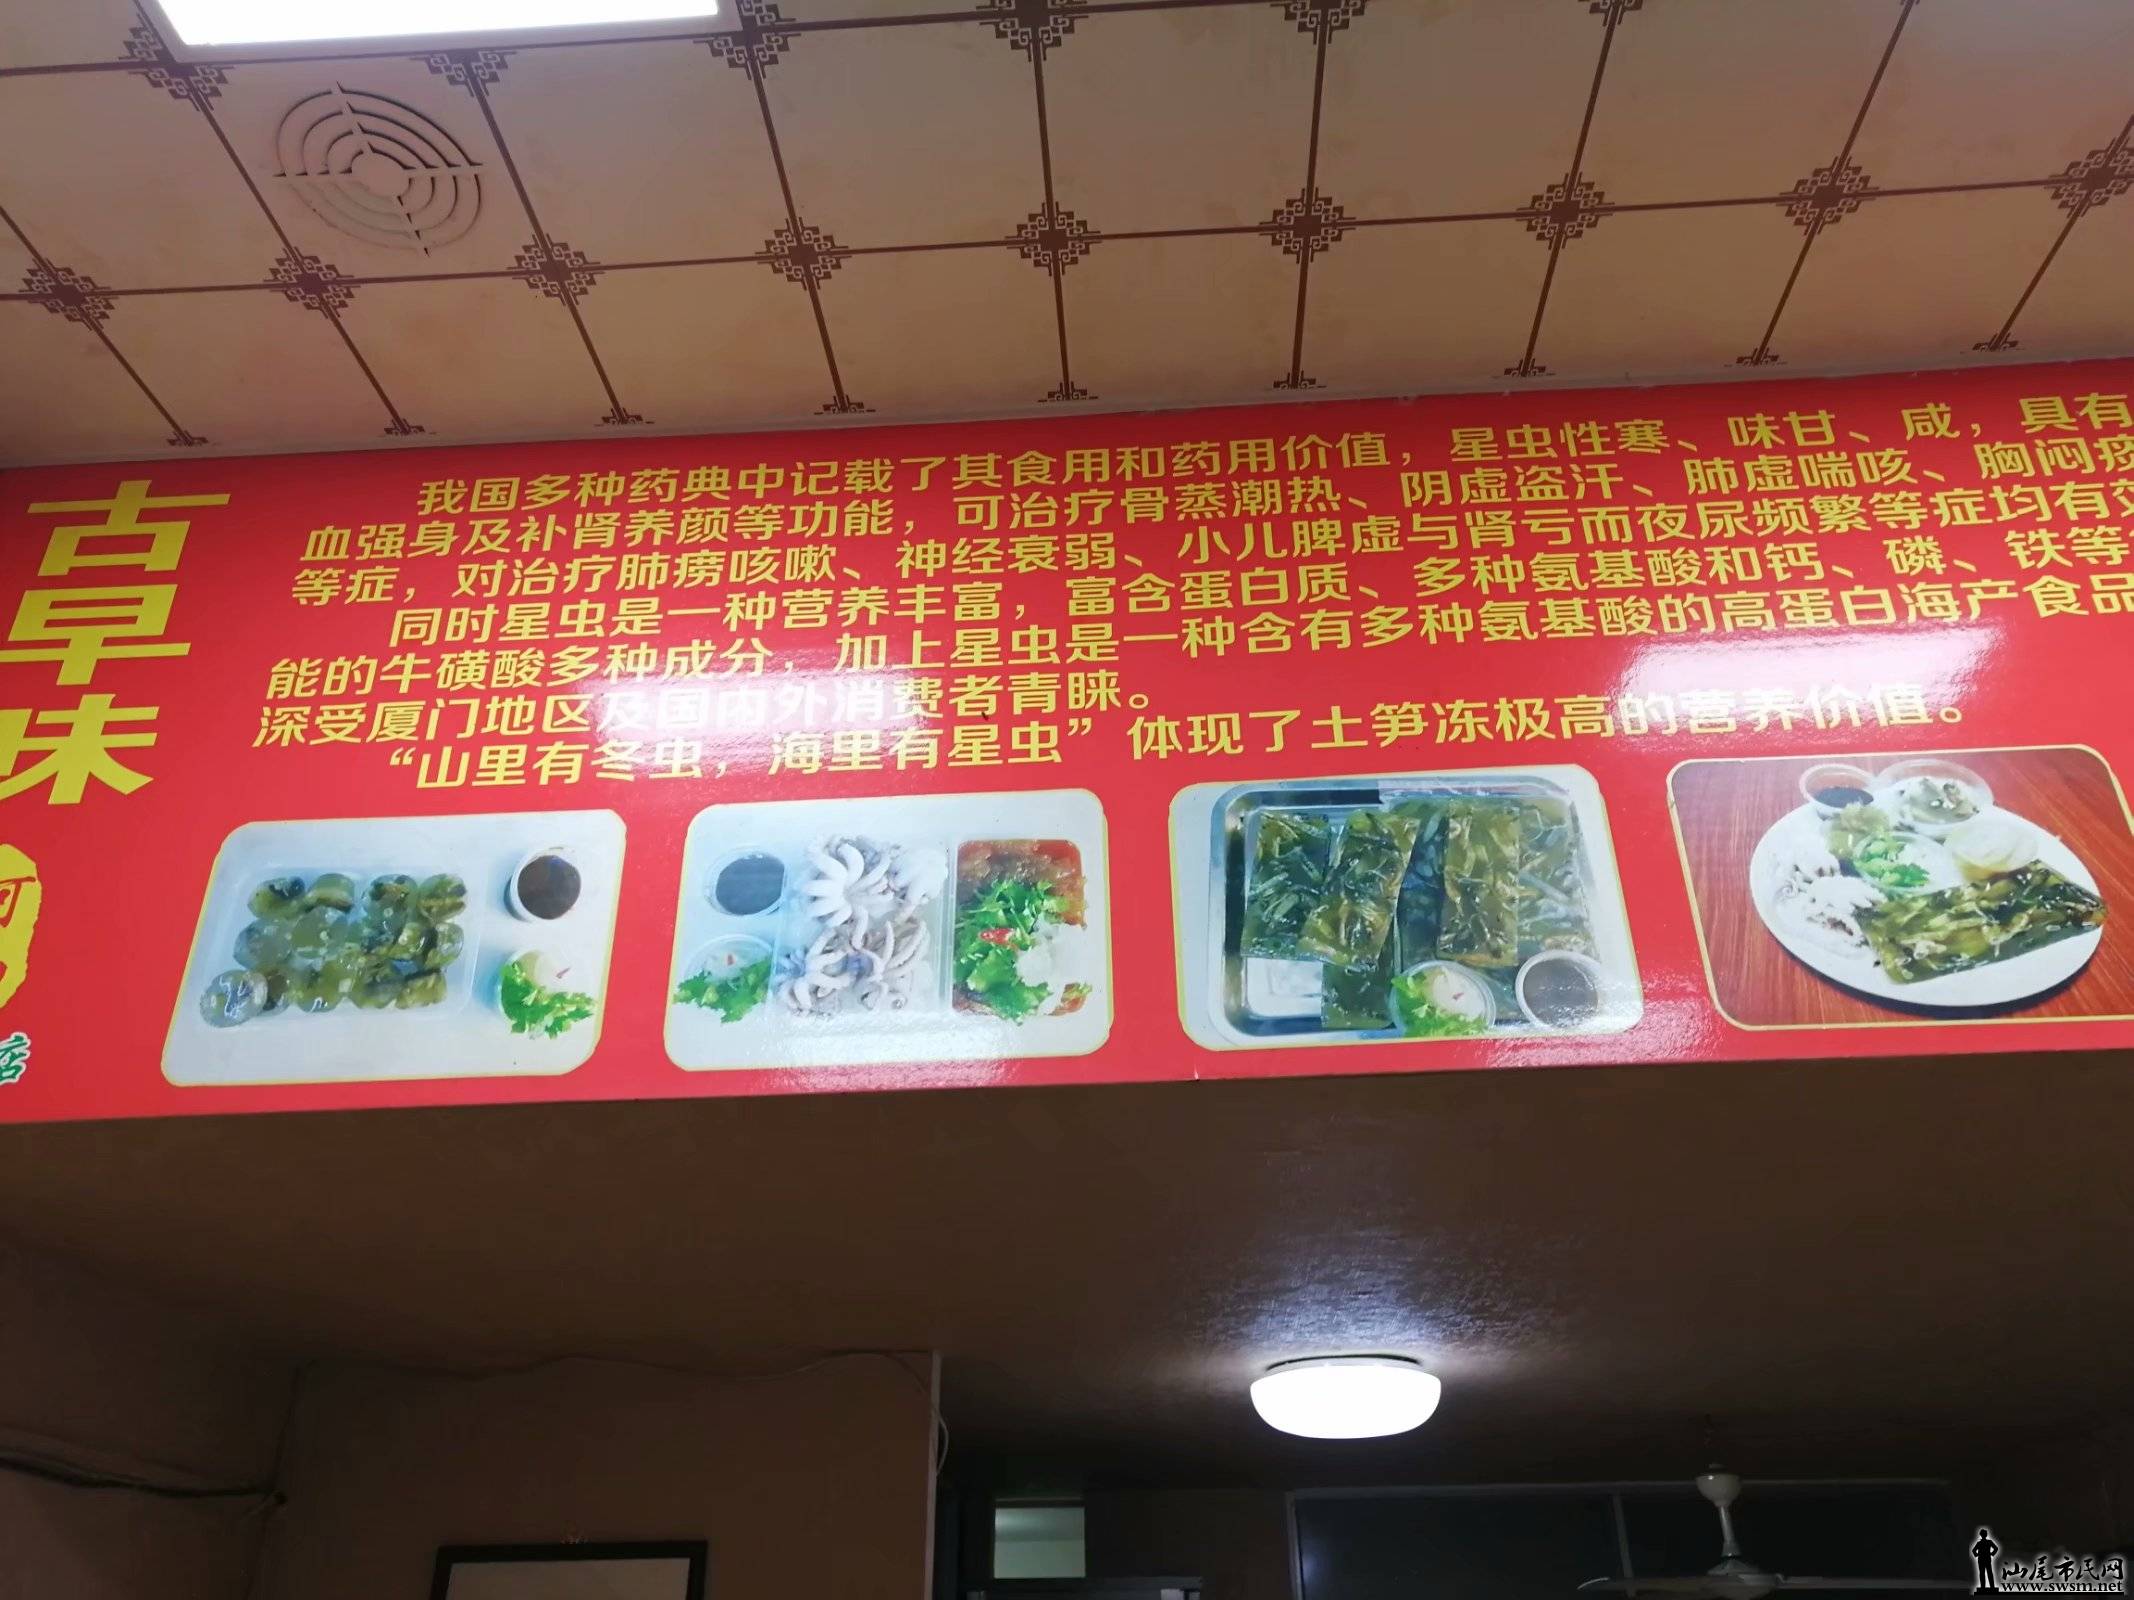 古早味
我国多种药典中记载了其食用和药用价值，星虫性寒、味甘、咸，具有
血强身及补肾养颜等功能，可治疗骨蒸潮热、阴虚盗汗、肺虚喘咳、胸闷痰
等症，对治疗肺痨咳嗽、神经衰弱、小儿脾虚与肾亏而夜尿频繁等症均有效
同时星虫是一种营养丰富，富含蛋白质、多种氨基酸和钙、磷、铁等
能的牛磺酸多种成分，加上星虫是一种含有多种氨基酸的高蛋白海产食品
深受厦门地区及国内外消费者青睐。
“山里有冬虫，海里有星虫”体现了土笋冻极高的营养价值。
店
汕尾市民网
www.swsm.net